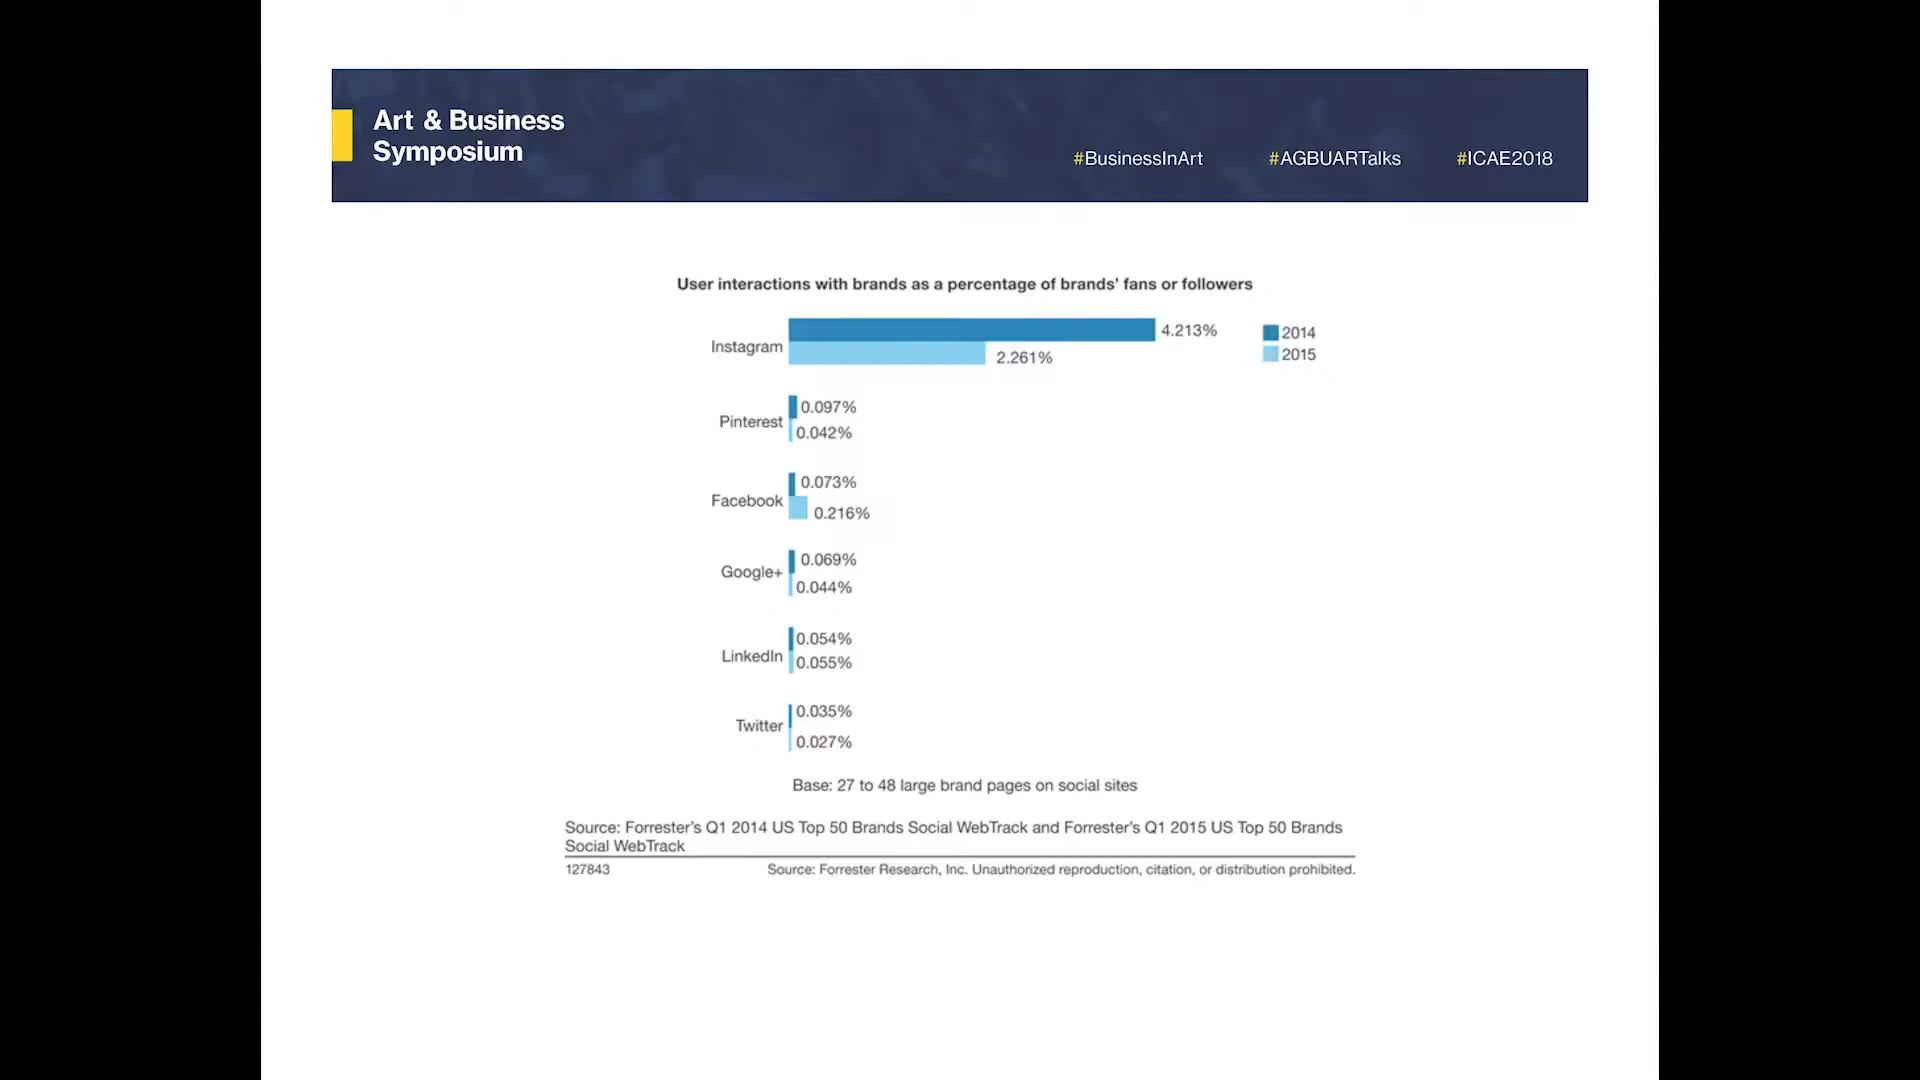 Art & Business
Symposium
#BusinessInArt #AGBUARTalks #ICAE2018
User interactions with brands as a percentage of brands' fans or followers
Instagram
4.213%
2.261%
2014
2015
Pinterest
0.097%
0.042%
Facebook
0.073%
0.216%
Google+
0.069%
0.044%
LinkedIn
0.054%
0.055%
Twitter
0.035%
0.027%
Base: 27 to 48 large brand pages on social sites
Source: Forrester's Q1 2014 US Top 50 Brands Social WebTrack and Forrester's Q1 2015 US Top 50 Brands
Social WebTrack
127843 Source: Forrester Research, Inc. Unauthorized reproduction, citation, or distribution prohibited.